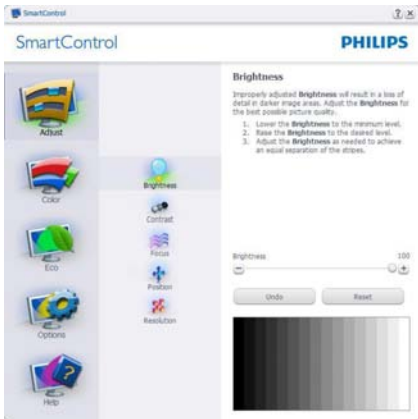 SmartControl
SmartControl
PHILIPS
Adjust
Color
Eco
Options
Help
Brightness
Contrast
Focus
Position
Resolution
Brightness
Improperly adjusted Brightness will result in a loss of
detail in darker image areas. Adjust the Brightness for
the best possible picture quality.
1. Lower the Brightness to the minimum level.
2. Raise the Brightness to the desired level.
3. Adjust the Brightness as needed to achieve
an equal separation of the stripes.
Brightness 100
Undo Reset